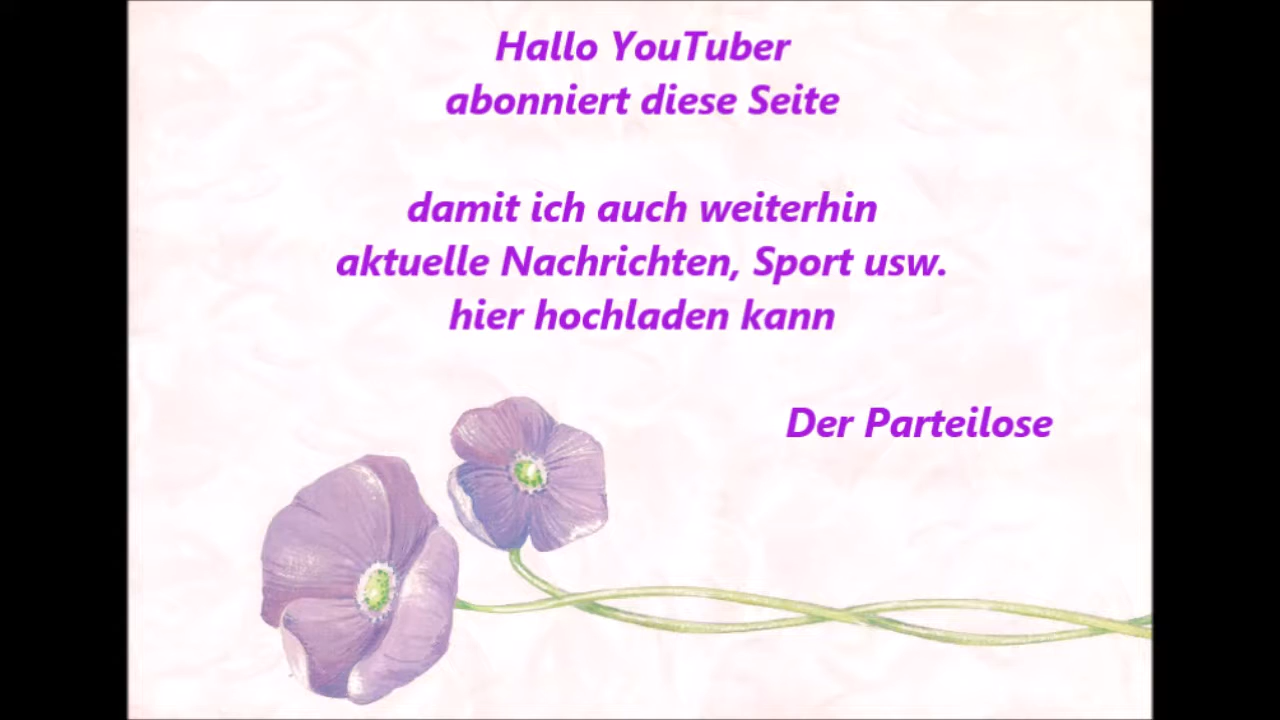 Hallo YouTuber
abonniert diese Seite
damit ich auch weiterhin
aktuelle Nachrichten, Sport usw.
hier hochladen kann
Der Parteilose